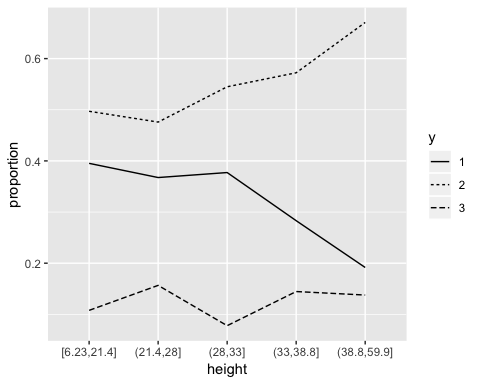 0.6
0.4
0.2
proportion
[6.23,21.4] (21.4,28] (28,33] (33,38.8] (38.8,59.9]
height
y
1
2
3